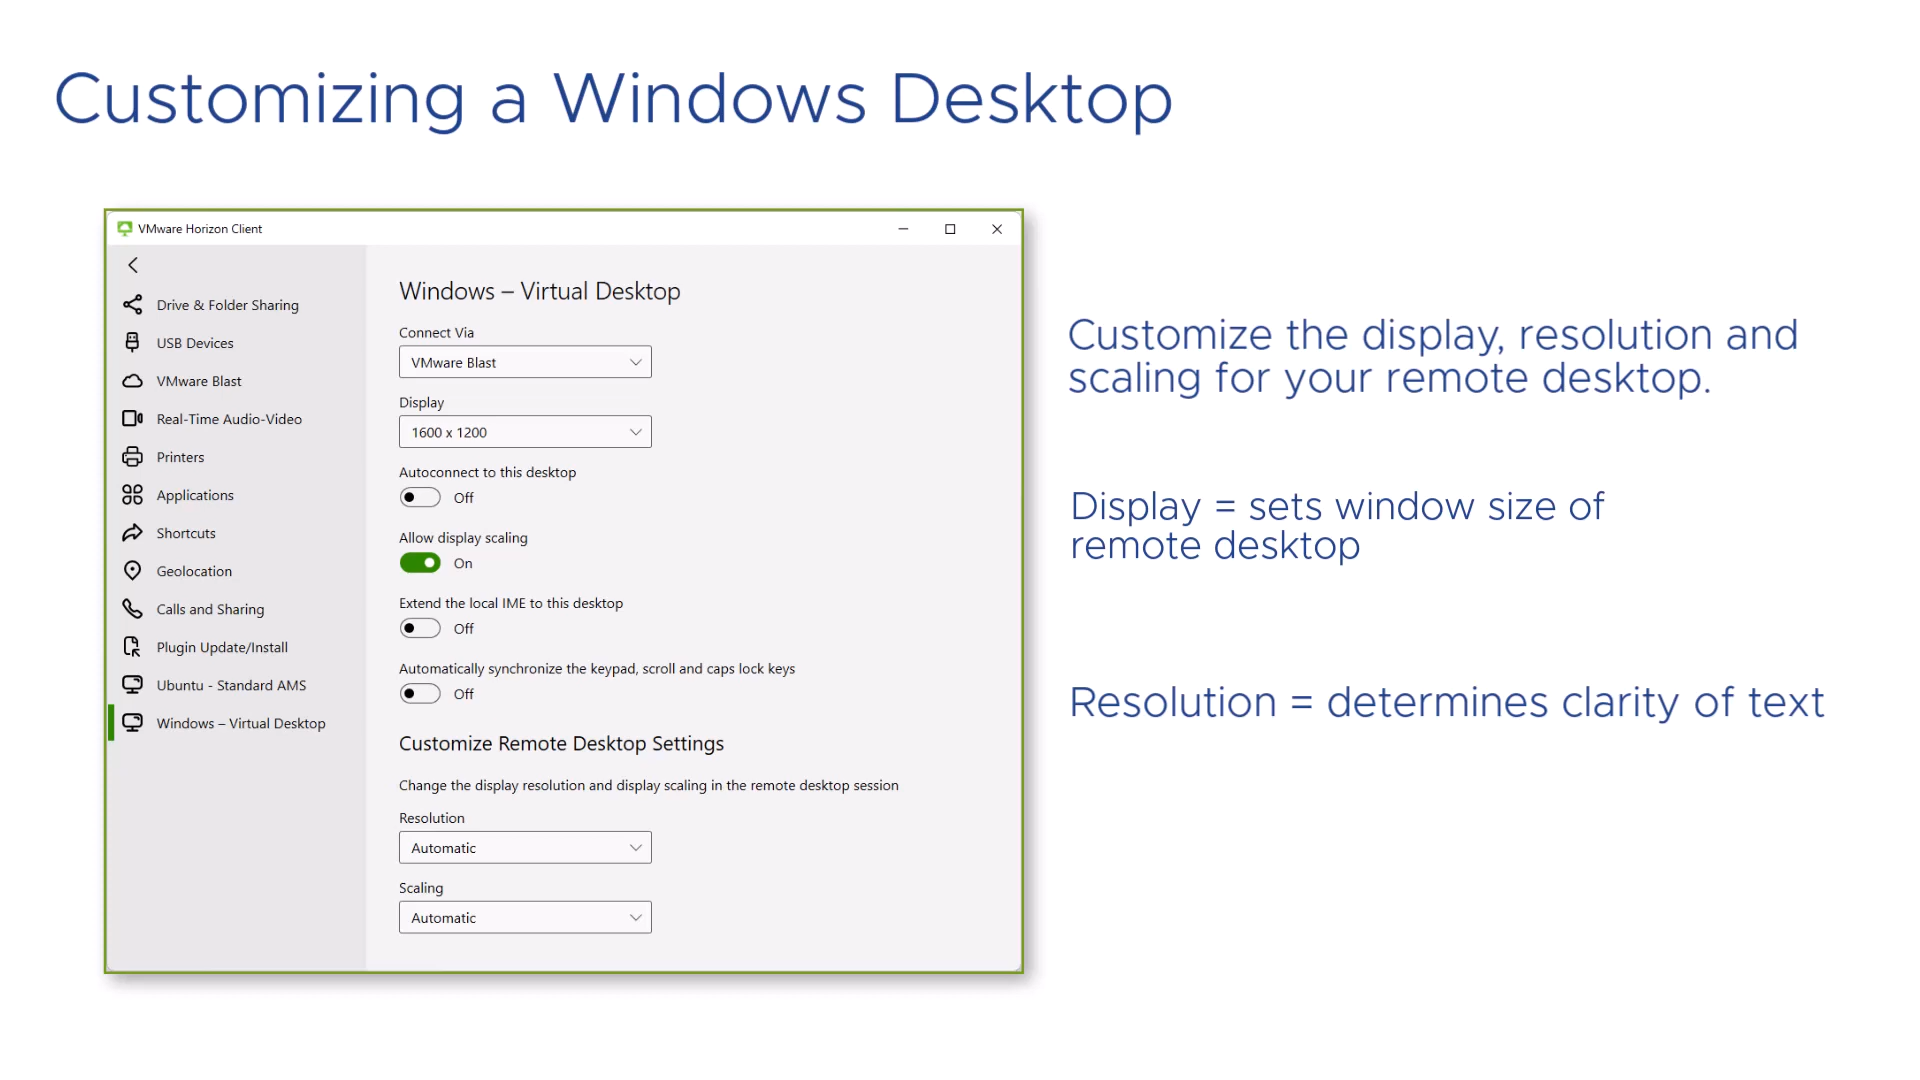 Customizing a Windows Desktop
VMware Horizon Client
Drive & Folder Sharing
USB Devices
VMware Blast
Real-Time Audio-Video
Printers
Applications
Shortcuts
Geolocation
Calls and Sharing
Plugin Update/Install
Ubuntu - Standard AMS
Windows – Virtual Desktop
Windows – Virtual Desktop
Connect Via
VMware Blast
Display
1600 x 1200
Autoconnect to this desktop
Off
Allow display scaling
On
Extend the local IME to this desktop
Off
Automatically synchronize the keypad, scroll and caps lock keys
Off
Customize Remote Desktop Settings
Change the display resolution and display scaling in the remote desktop session
Resolution
Automatic
Scaling
Automatic
Customize the display, resolution and
scaling for your remote desktop.
Display = sets window size of
remote desktop
Resolution = determines clarity of text